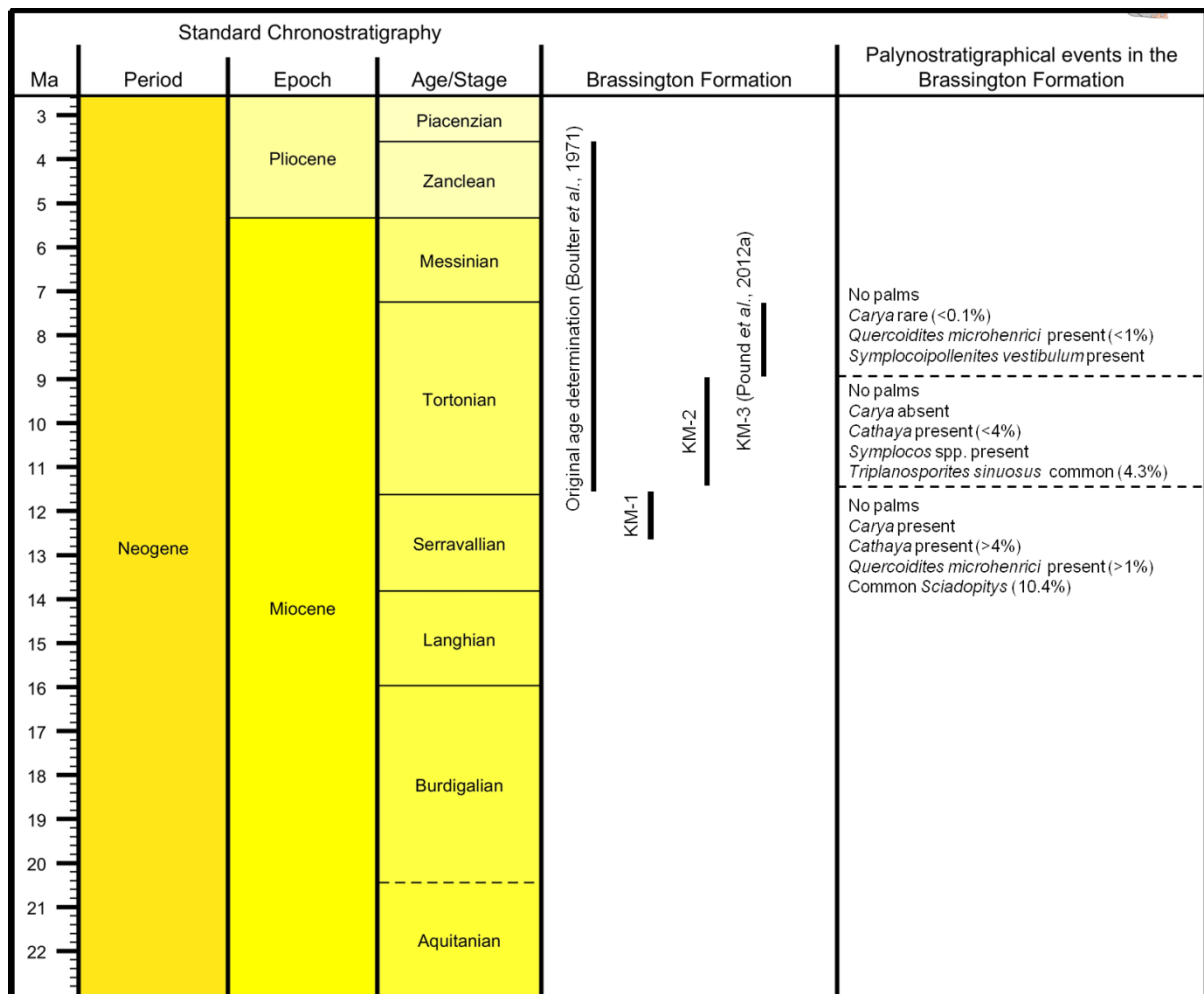 Standard Chronostratigraphy
Ma
Period
Epoch
Age/Stage
Brassington Formation
Palynostratigraphical events in the
Brassington Formation
3
4
5
6
7
8
9
10
11
12
13
14
15
16
17
18
19
20
21
22
Neogene
Pliocene
Miocene
Piacenzian
Zanclean
Messinian
Tortonian
Serravallian
Langhian
Burdigalian
Aquitanian
Original age determination (Boulter et al., 1971)
KM-1
KM-2
KM-3 (Pound et al., 2012a)
No palms
Carya rare (<0.1%)
Quercoidites microhenrici present (<1%)
Symplocoipollenites vestibulum present
No palms
Carya absent
Cathaya present (<4%)
Symplocos spp. present
Triplanosporites sinuosus common (4.3%)
No palms
Carya present
Cathaya present (>4%)
Quercoidites microhenrici present (>1%)
Common Sciadopitys (10.4%)